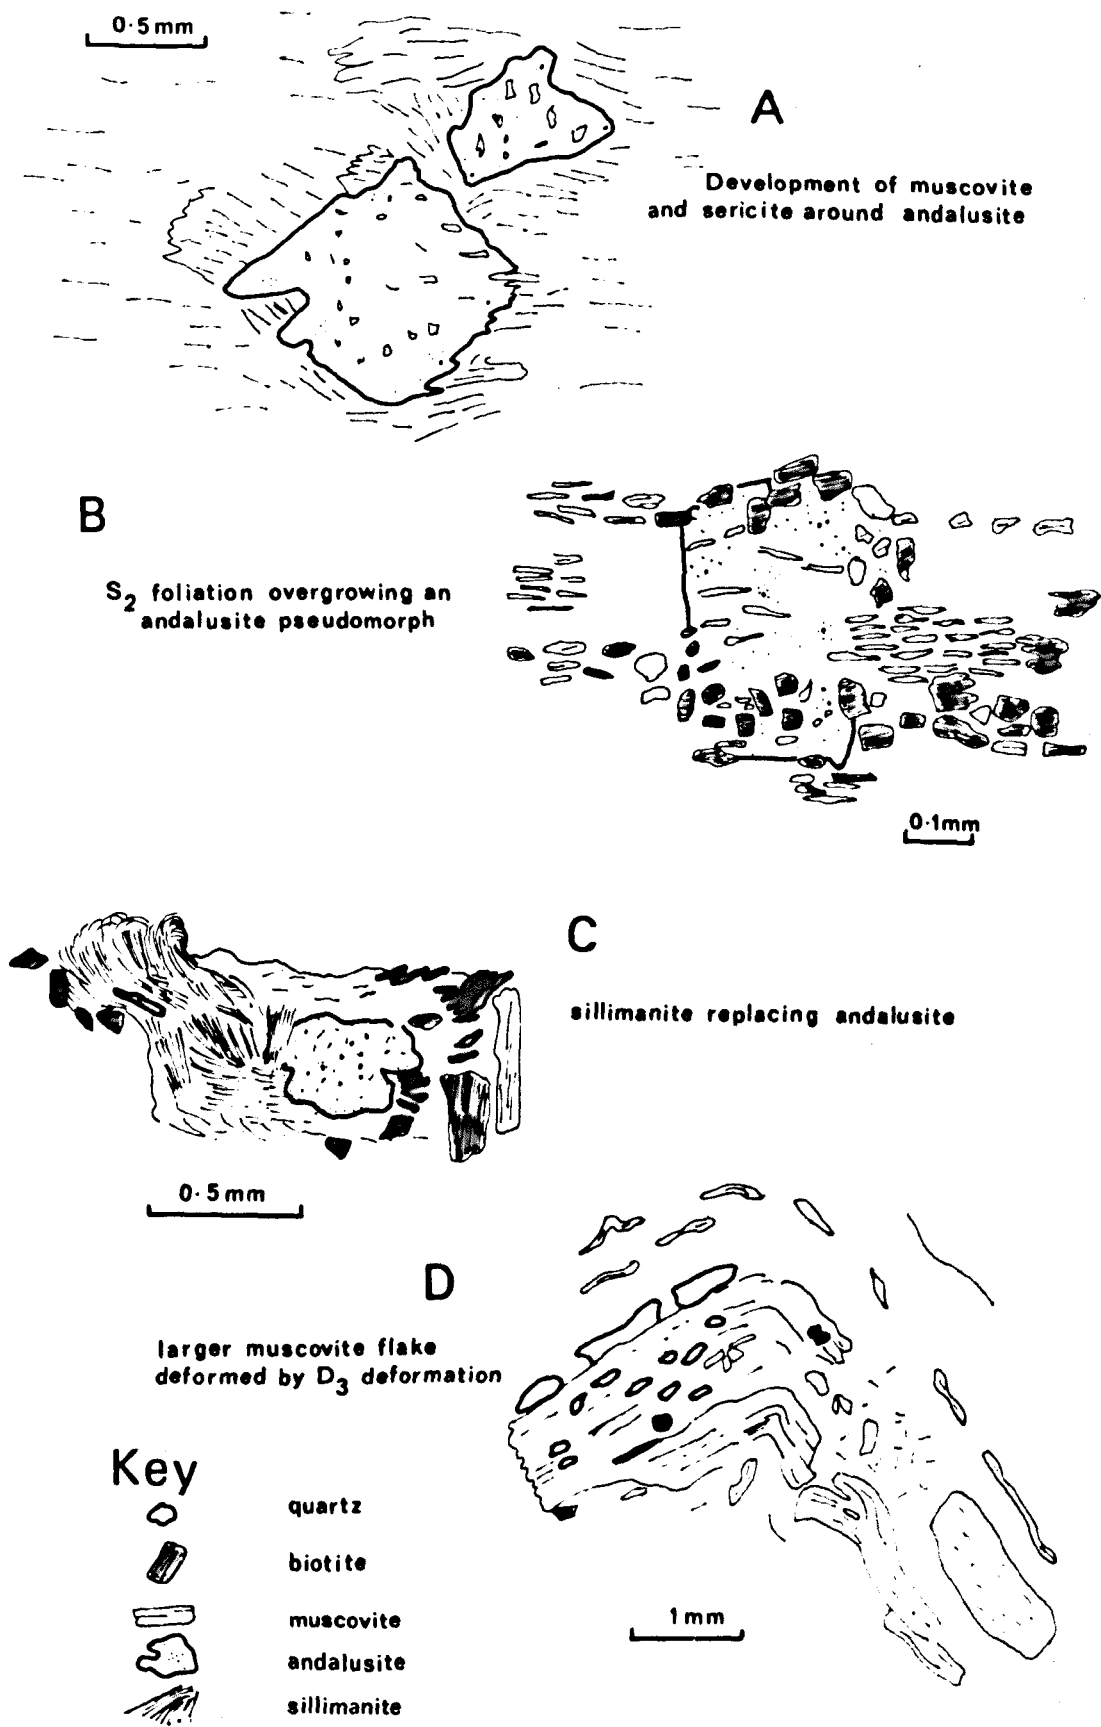 0·5mm
A
Development of muscovite
and sericite around andalusite
B
S2 foliation overgrowing an
andalusite pseudomorph
0·1mm
C
sillimanite replacing andalusite
0·5mm
D
larger muscovite flake
deformed by D3 deformation
Key
quartz
biotite
muscovite
andalusite
sillimanite
1mm